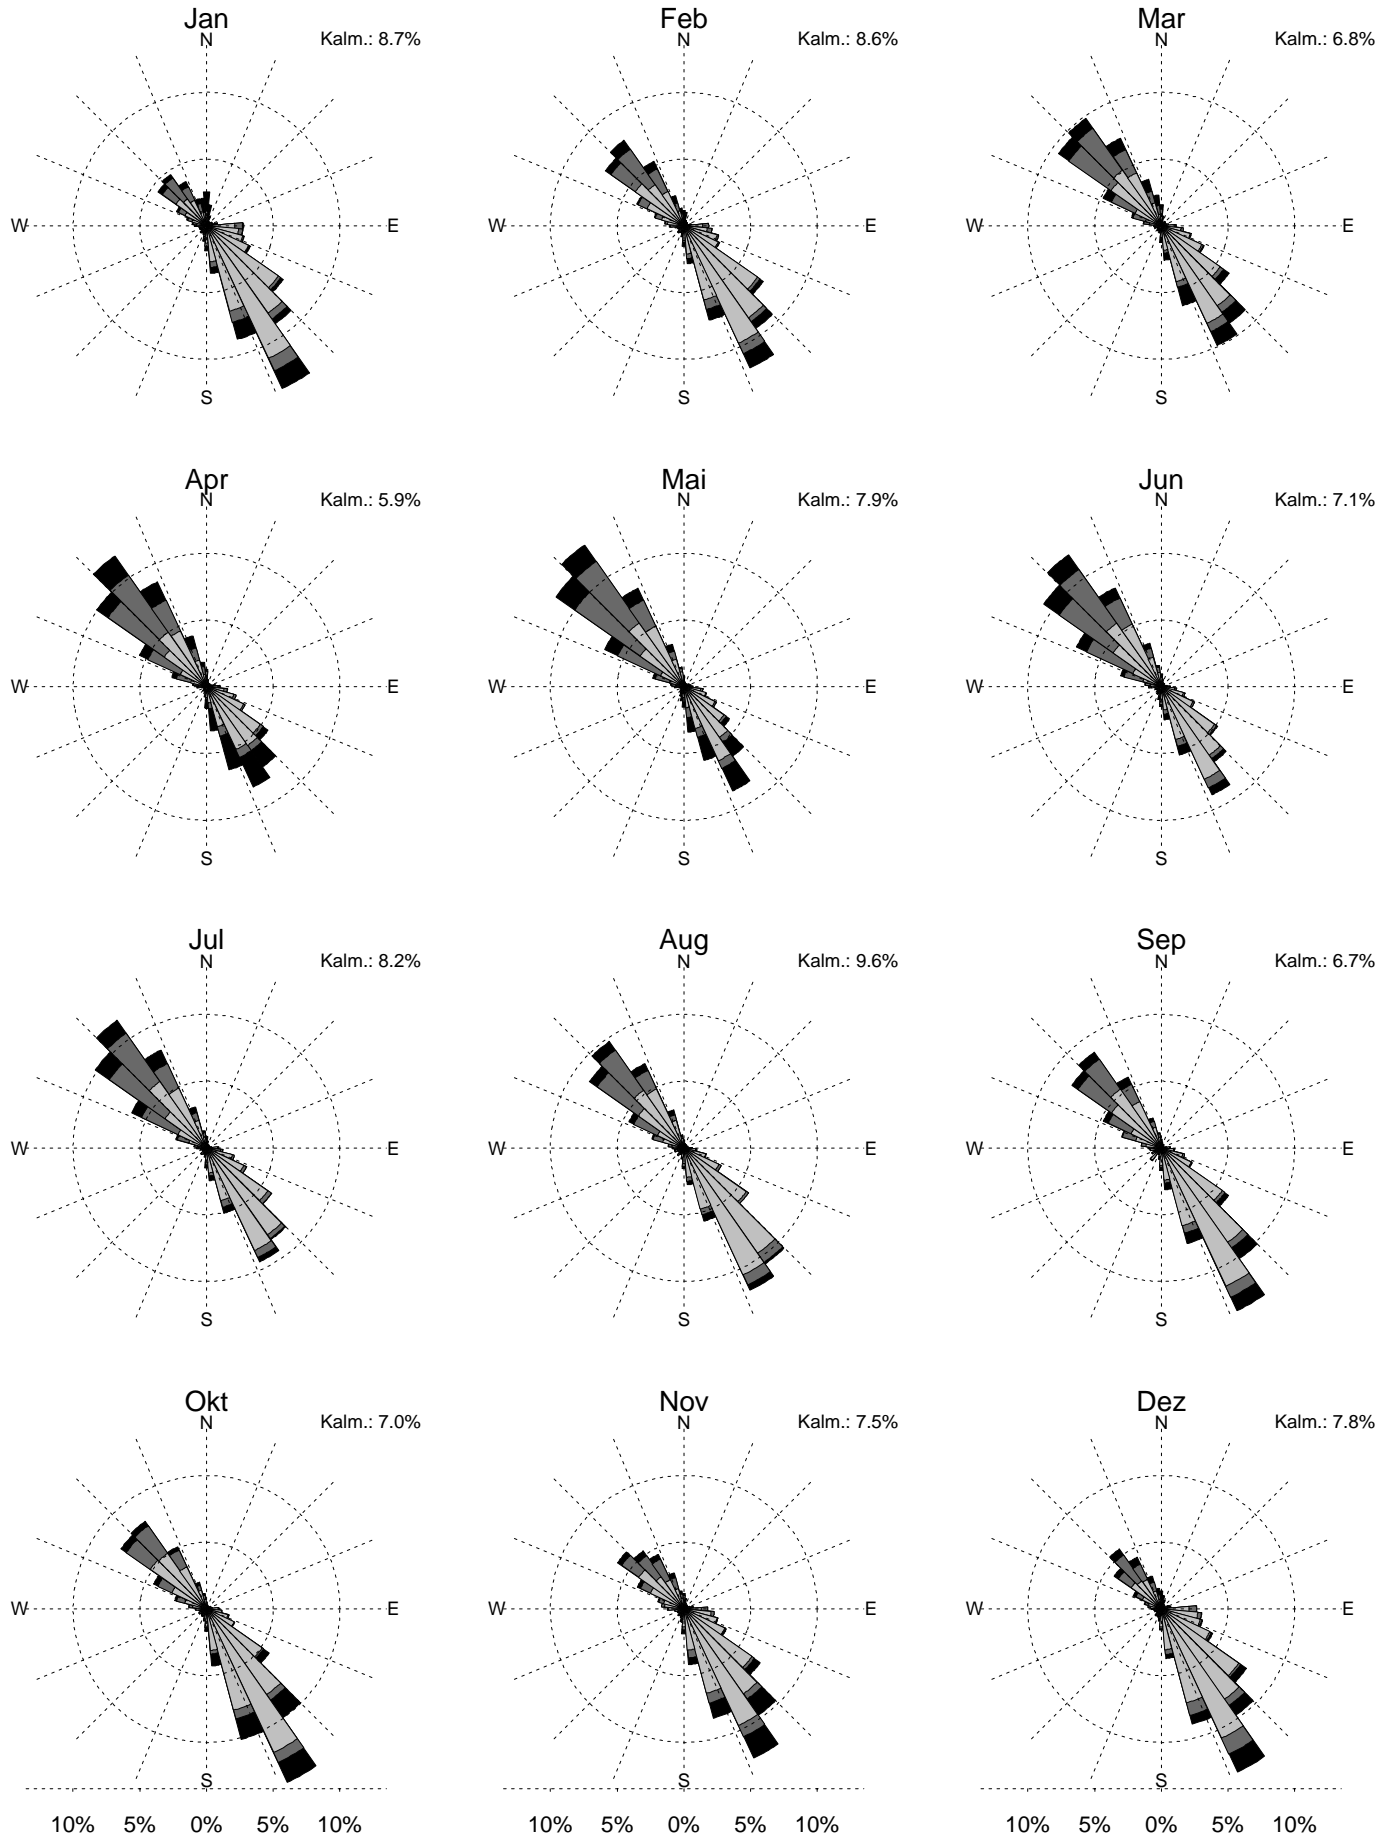 Jan Feb Mar
N Kalm.: 8.7% N Kalm.: 8.6% N Kalm.: 6.8%
W E W E W E
S S S
Apr Mai Jun
N Kalm.: 5.9% N Kalm.: 7.9% N Kalm.: 7.1%
W E W E W E
S S S
Jul Aug Sep
N Kalm.: 8.2% N Kalm.: 9.6% N Kalm.: 6.7%
W E W E W E
S S S
Okt Nov Dez
N Kalm.: 7.0% N Kalm.: 7.5% N Kalm.: 7.8%
W E W E W E
S S S
10% 5% 0% 5% 10% 10% 5% 0% 5% 10% 10% 5% 0% 5% 10%